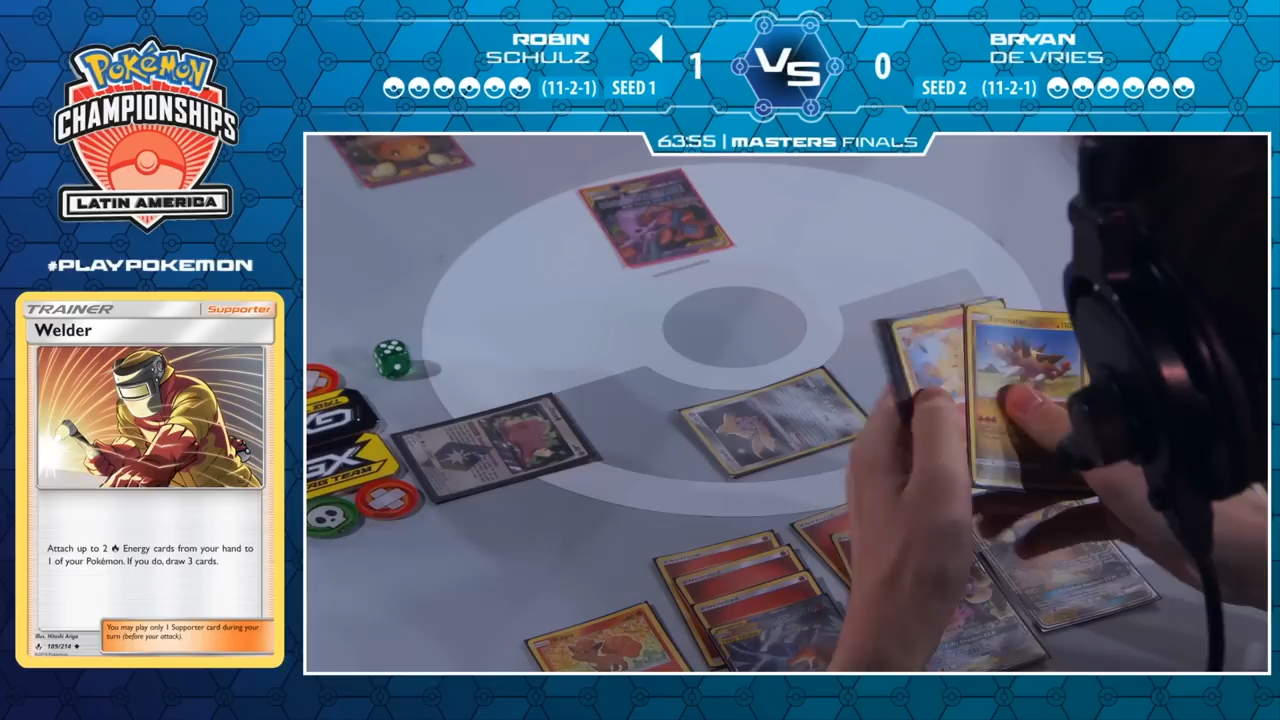 POKÉMON
CHAMPIONSHIPS
LATIN AMERICA
#PLAYPOKEMON
ROBIN
SCHULZ
(11-2-1) SEED 1
1
VS
0
BRYAN
DE VRIES
SEED 2 (11-2-1)
63:55 | MASTERS FINALS
TRAINER Supporter
Welder
Attach up to 2 Energy cards from your hand to
1 of your Pokémon. If you do, draw 3 cards.
You may play only 1 Supporter card during your
turn (before your attack).
Illus. Hitoshi Ariga
189/214
GX
TAG TEAM